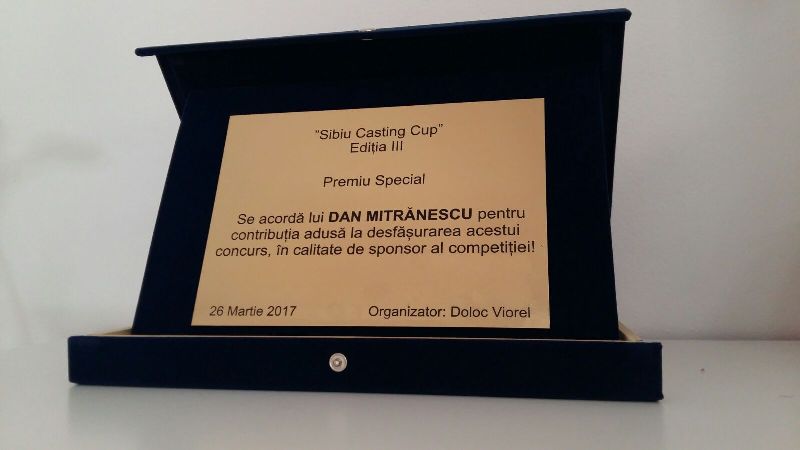 "Sibiu Casting Cup"
Ediția III
Premiu Special
Se acordă lui DAN MITRĂNESCU pentru
contribuția adusă la desfășurarea acestui
concurs, în calitate de sponsor al competiției!
26 Martie 2017 Organizator: Doloc Viorel